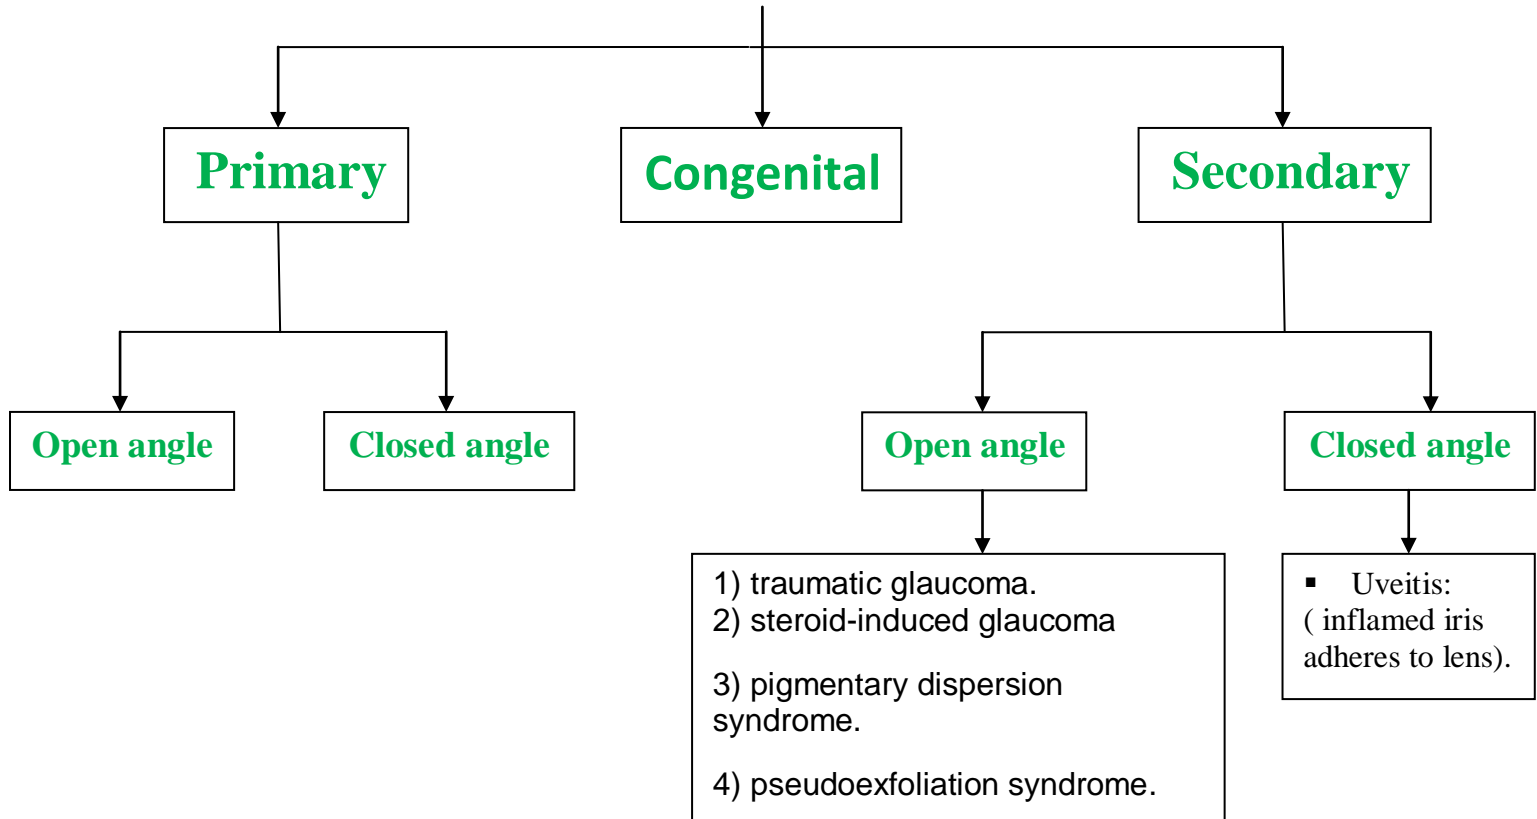 Primary
Congenital
Secondary
Open angle
Closed angle
Open angle
Closed angle
1) traumatic glaucoma.
2) steroid-induced glaucoma
3) pigmentary dispersion
syndrome.
4) pseudoexfoliation syndrome.
▪ Uveitis:
( inflamed iris
adheres to lens).